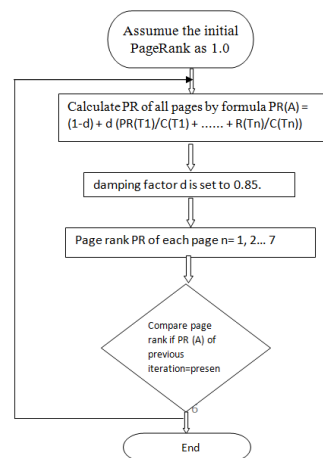 Assumue the initial
PageRank as 1.0
Calculate PR of all pages by formula PR(A) =
(1-d) + d (PR(T1)/C(T1) + ...... + R(Tn)/C(Tn))
damping factor d is set to 0.85.
Page rank PR of each page n= 1, 2... 7
Compare page
rank if PR (A) of
previous
iteration=presen
6
End